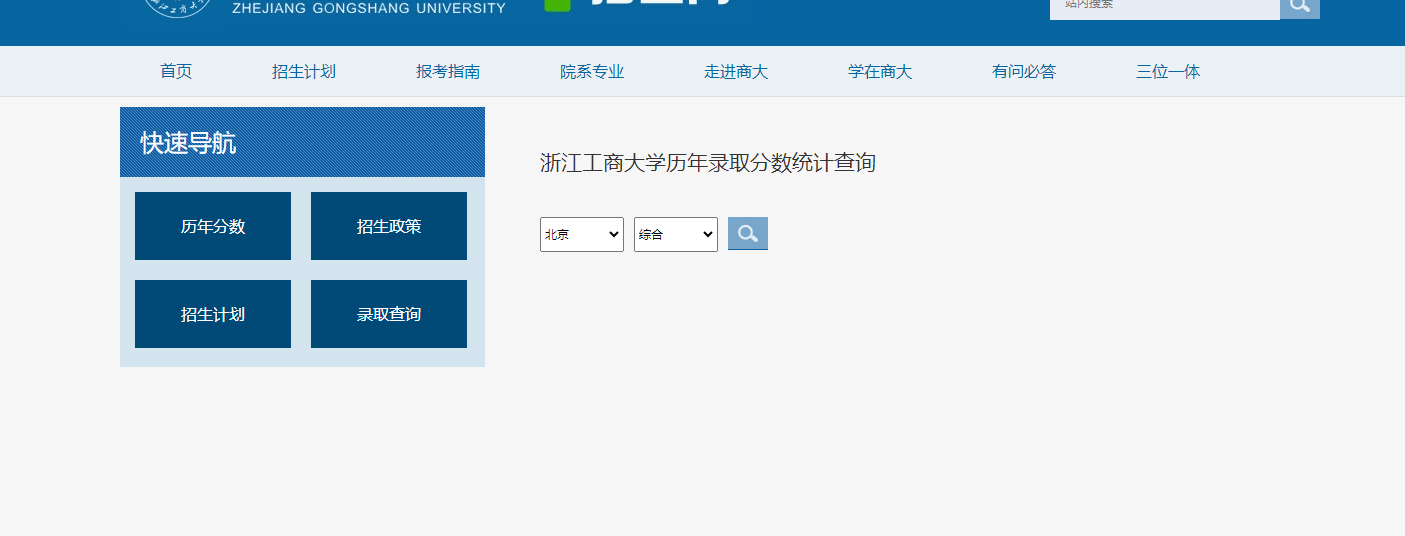 ZHEJIANG GONGSHANG UNIVERSITY
站内搜索
首页 招生计划 报考指南 院系专业 走进商大 学在商大 有问必答 三位一体
快速导航
历年分数 招生政策
招生计划 录取查询
浙江工商大学历年录取分数统计查询
北京 综合